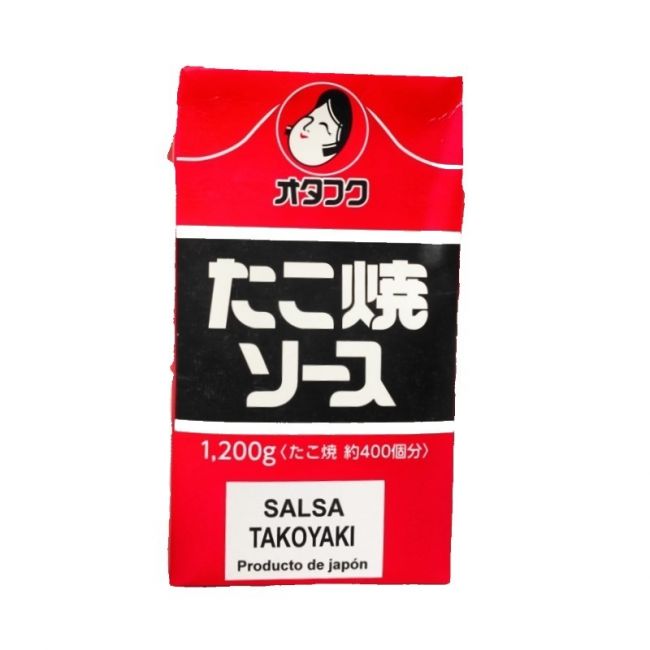 オタフク
たこ焼
ソース
1,200g〈たこ焼 約400個分〉
SALSA
TAKOYAKI
Producto de japón